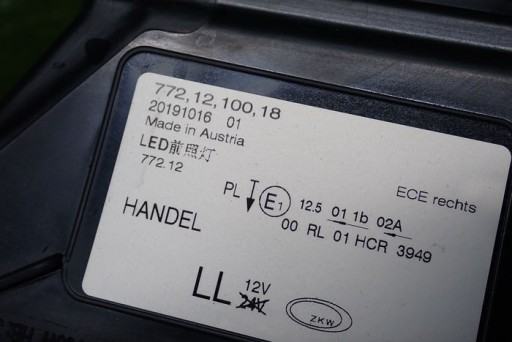 772,12,100,18
20191016 01
Made in Austria
LED前照灯
772.12
ECE rechts
PL E1 12.5 01 1b 02A
00 RL 01 HCR 3949
HANDEL
LL 12V
24V
ZKW